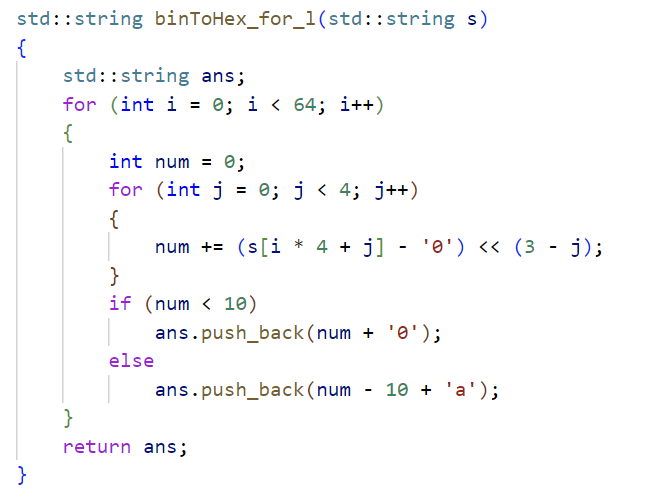 std::string binToHex_for_l(std::string s)
{
    std::string ans;
    for (int i = 0; i < 64; i++)
    {
        int num = 0;
        for (int j = 0; j < 4; j++)
        {
            num += (s[i * 4 + j] - '0') << (3 - j);
        }
        if (num < 10)
            ans.push_back(num + '0');
        else
            ans.push_back(num - 10 + 'a');
    }
    return ans;
}